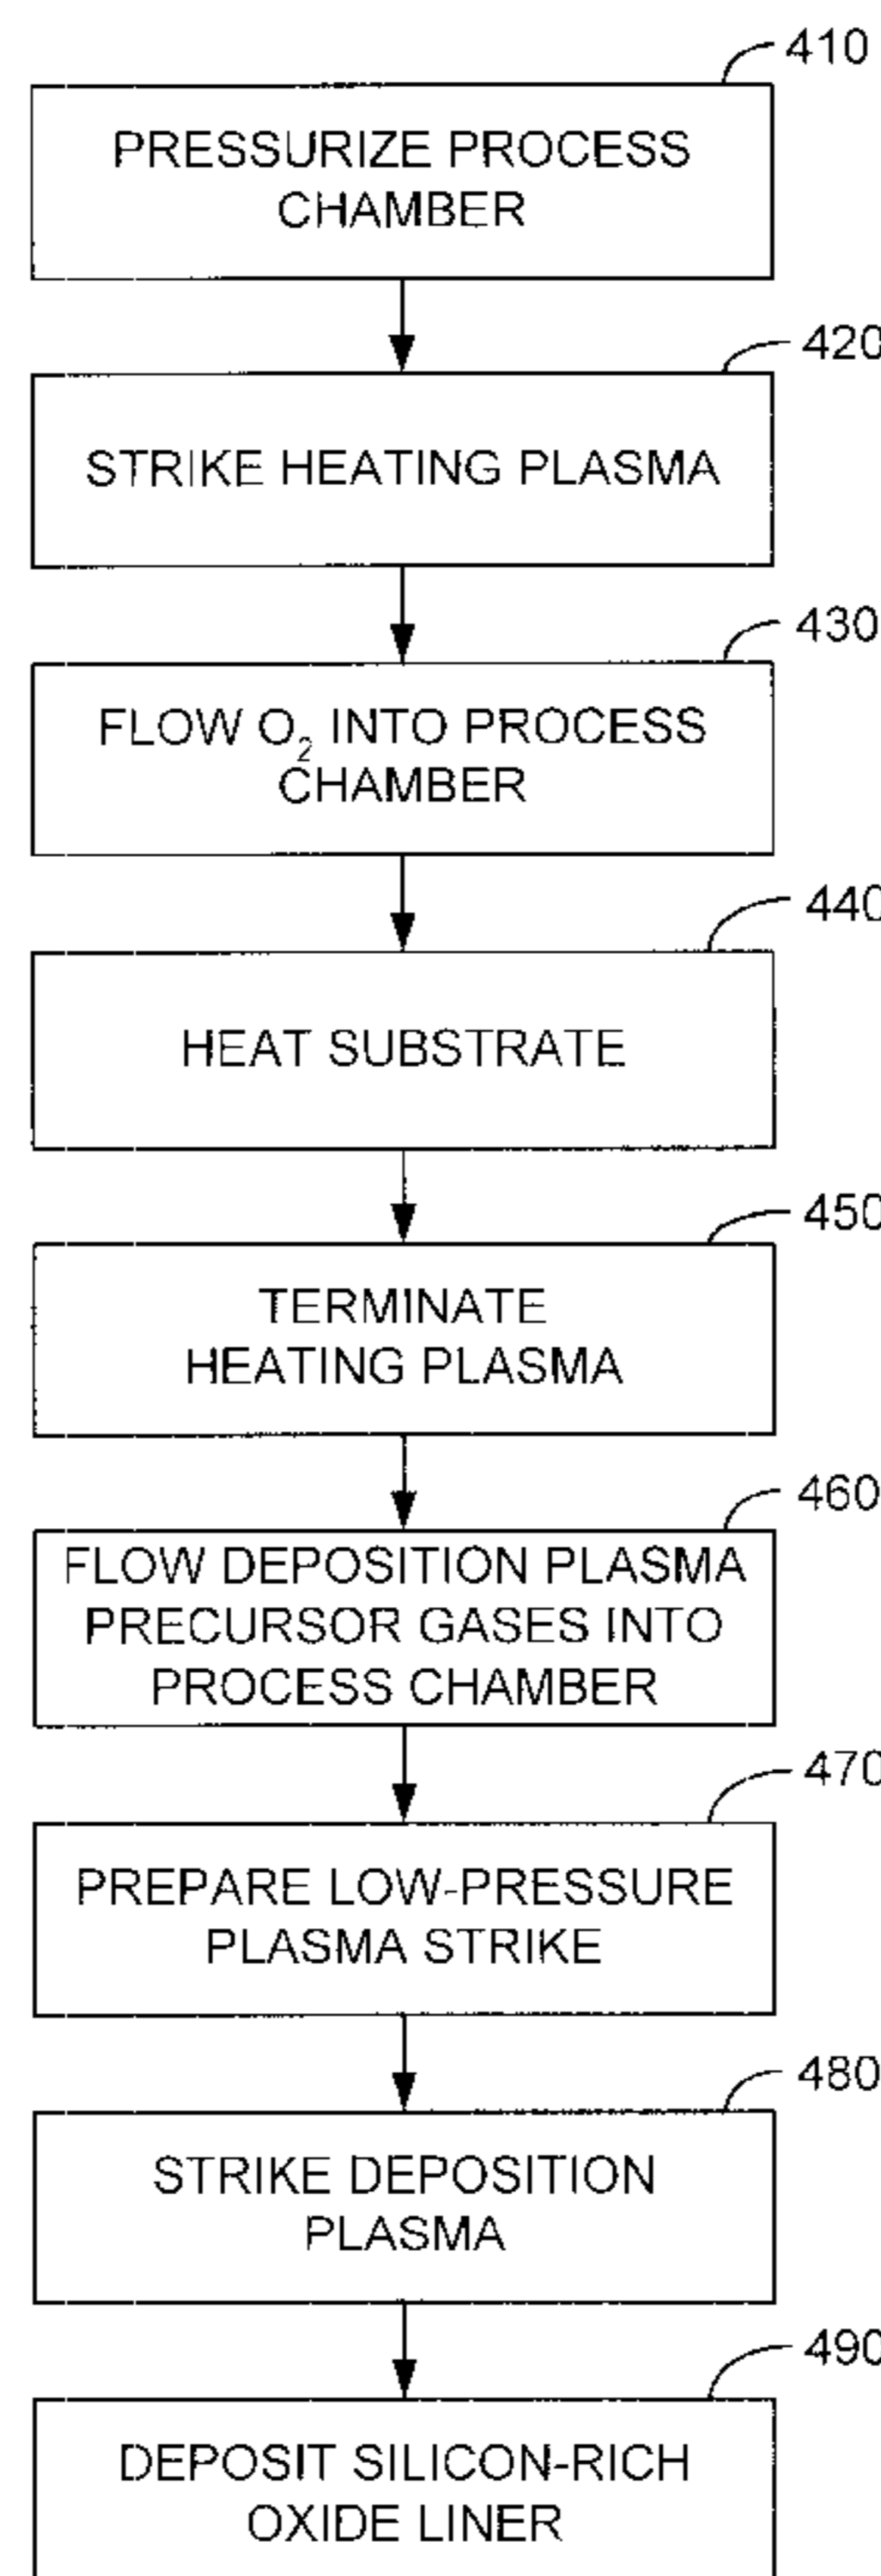 410
PRESSURIZE PROCESS
CHAMBER
420
STRIKE HEATING PLASMA
430
FLOW O₂ INTO PROCESS
CHAMBER
440
HEAT SUBSTRATE
450
TERMINATE
HEATING PLASMA
460
FLOW DEPOSITION PLASMA
PRECURSOR GASES INTO
PROCESS CHAMBER
470
PREPARE LOW-PRESSURE
PLASMA STRIKE
480
STRIKE DEPOSITION
PLASMA
490
DEPOSIT SILICON-RICH
OXIDE LINER